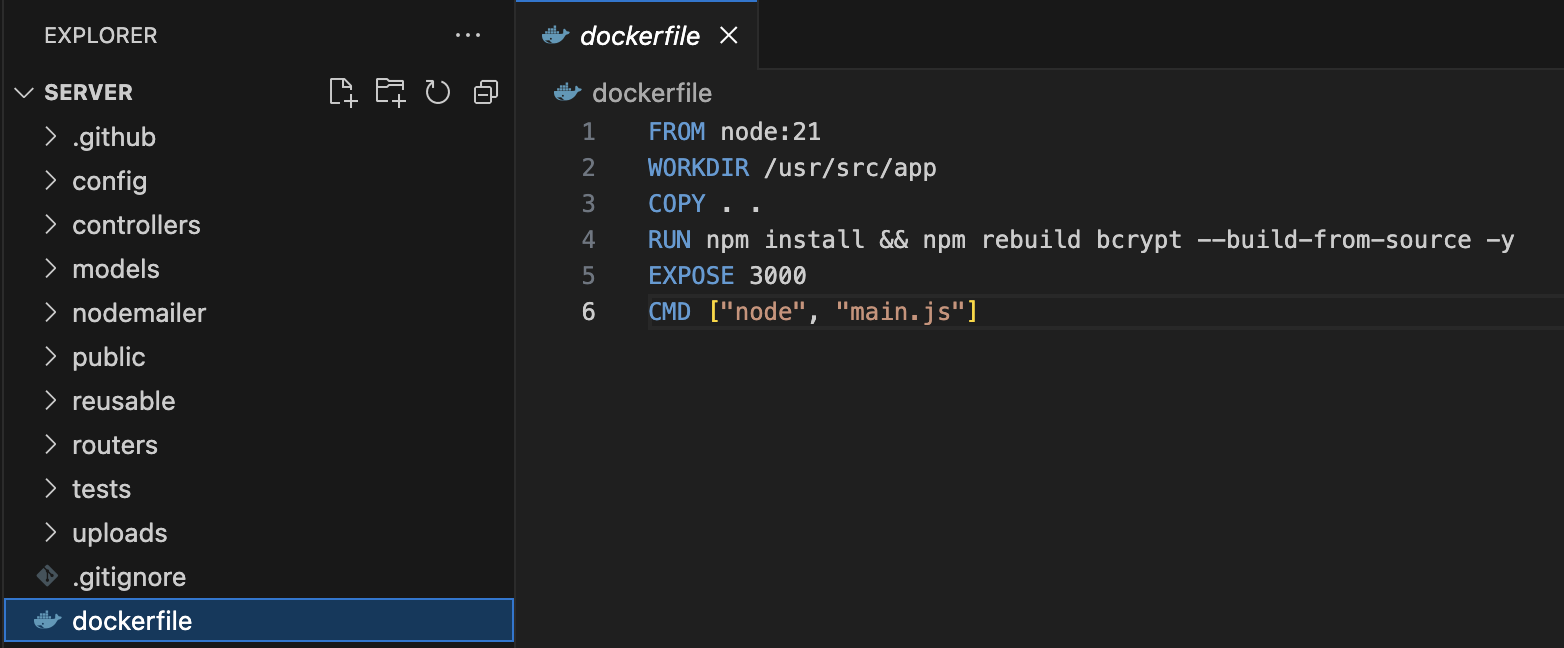 EXPLORER
SERVER
.github
config
controllers
models
nodemailer
public
reusable
routers
tests
uploads
.gitignore
dockerfile
dockerfile
dockerfile
1 FROM node:21
2 WORKDIR /usr/src/app
3 COPY . .
4 RUN npm install && npm rebuild bcrypt --build-from-source -y
5 EXPOSE 3000
6 CMD ["node", "main.js"]